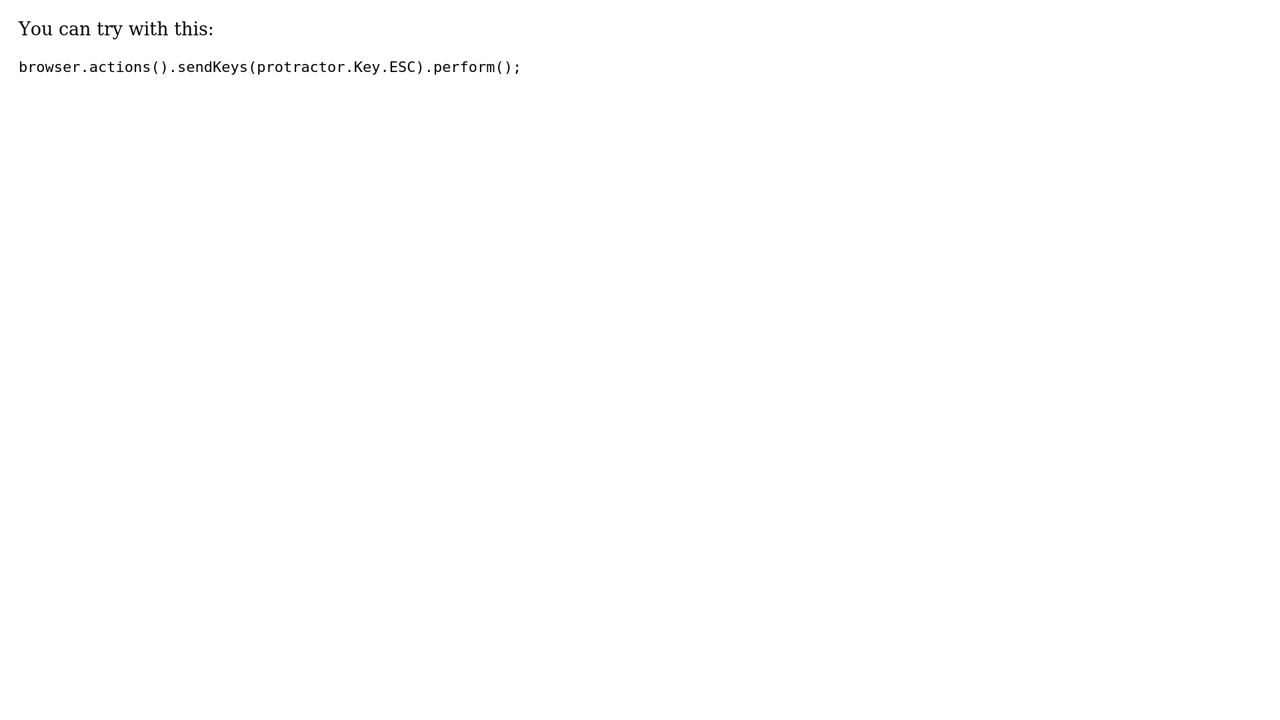 You can try with this:
browser.actions().sendKeys(protractor.Key.ESC).perform();